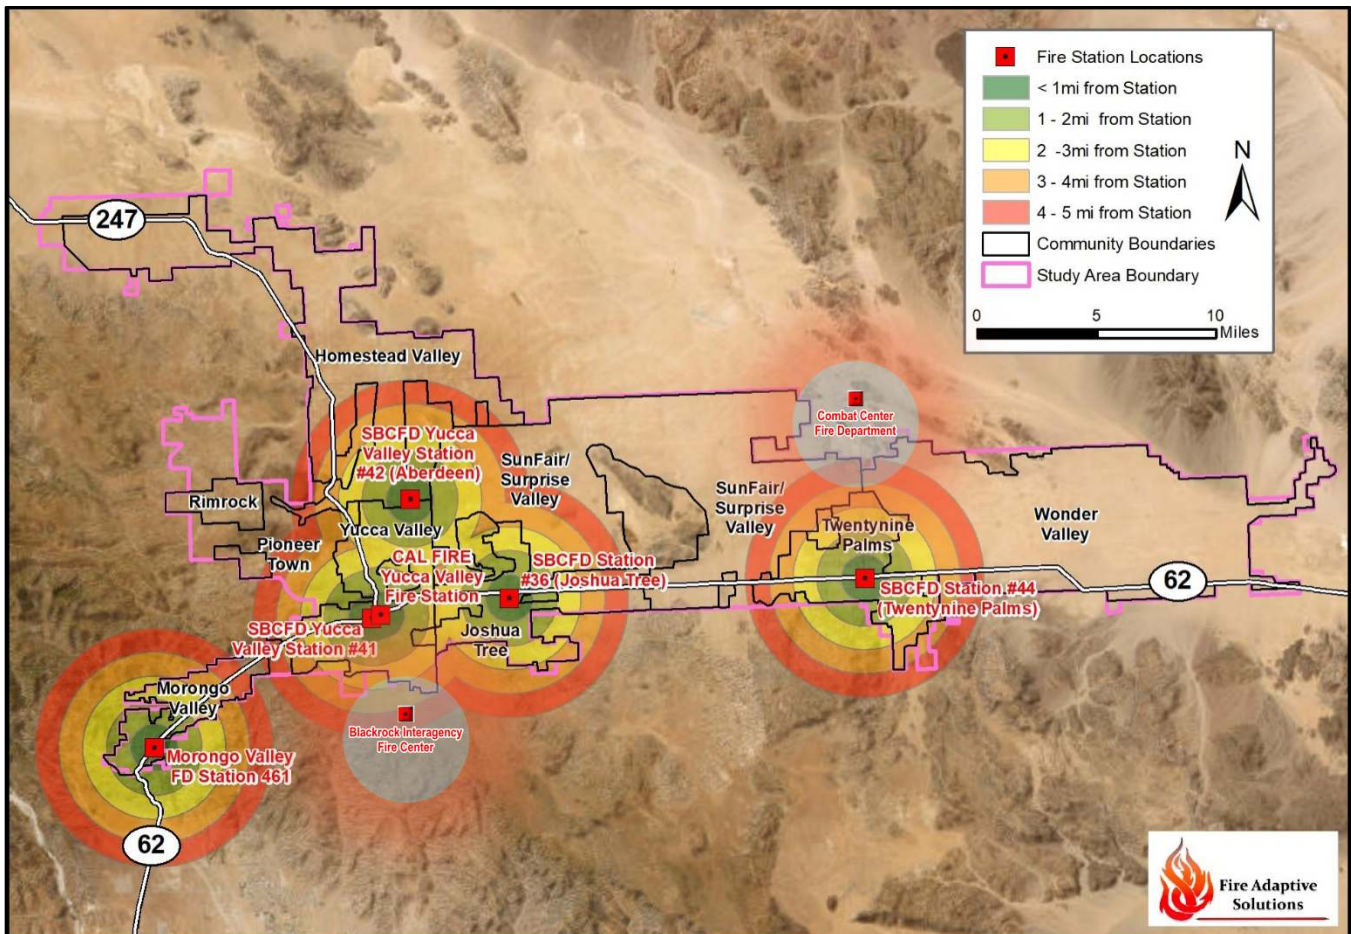 Fire Station Locations
< 1mi from Station
1 - 2mi from Station
2 -3mi from Station
3 - 4mi from Station
4 - 5 mi from Station
Community Boundaries
Study Area Boundary
N
0 5 10
Miles
247
Homestead Valley
Combat Center
Fire Department
SBCFD Yucca
Valley Station
#42 (Aberdeen)
SunFair/
Surprise
Valley
SunFair/
Surprise
Valley
Rimrock
Yucca Valley
Pioneer
Town
Twentynine
Palms
Wonder
Valley
CAL FIRE
Yucca Valley
Fire Station
SBCFD Station
#36 (Joshua Tree)
SBCFD Station #44
(Twentynine Palms)
62
SBCFD Yucca
Valley Station #41
Joshua
Tree
Morongo
Valley
Blackrock Interagency
Fire Center
Morongo Valley
FD Station 461
62
Fire Adaptive
Solutions